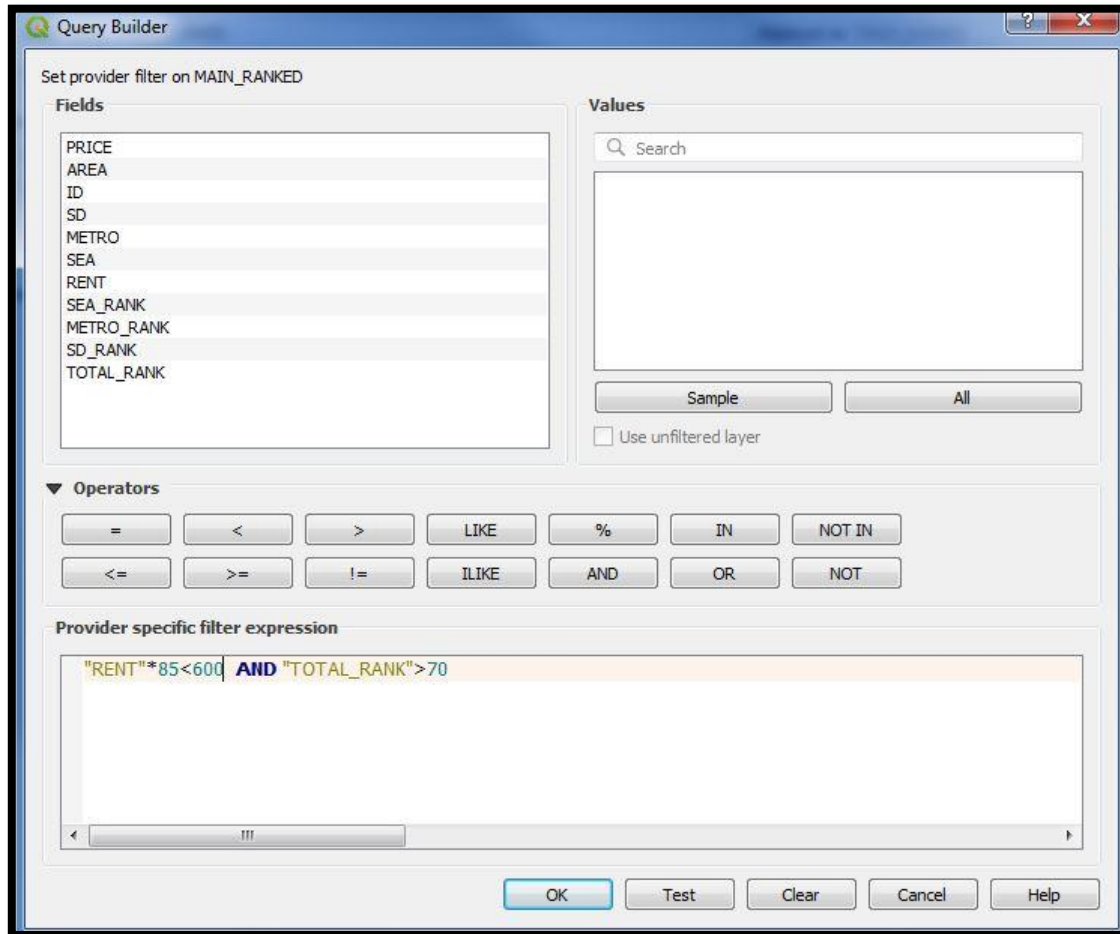 Query Builder
?
X
Set provider filter on MAIN_RANKED
Fields
PRICE
AREA
ID
SD
METRO
SEA
RENT
SEA_RANK
METRO_RANK
SD_RANK
TOTAL_RANK
Values
Search
Sample
All
Use unfiltered layer
Operators
= < > LIKE % IN NOT IN
<= >= != ILIKE AND OR NOT
Provider specific filter expression
"RENT"*85<600 AND "TOTAL_RANK">70
OK Test Clear Cancel Help